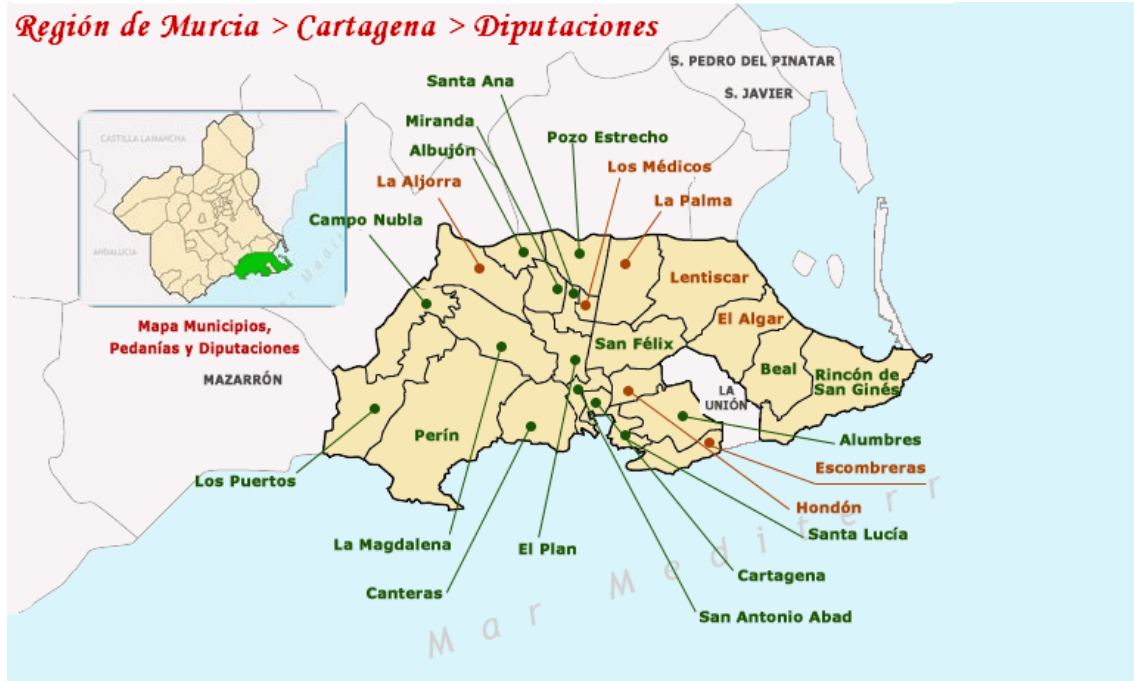 Región de Murcia > Cartagena > Diputaciones
S. PEDRO DEL PINATAR
S. JAVIER
Santa Ana
Miranda
Albujón
Pozo Estrecho
Los Médicos
La Aljorra
La Palma
Campo Nubla
CASTILLA LAMANCHA
ANDALUCÍA
Mar Medit
Mapa Municipios,
Pedanías y Diputaciones
MAZARRÓN
Lentiscar
El Algar
San Félix
Beal
Rincón de
San Ginés
LA
UNIÓN
Perín
Alumbres
Escombreras
Los Puertos
Hondón
Santa Lucía
La Magdalena
El Plan
Cartagena
Canteras
San Antonio Abad
Mar Mediterr